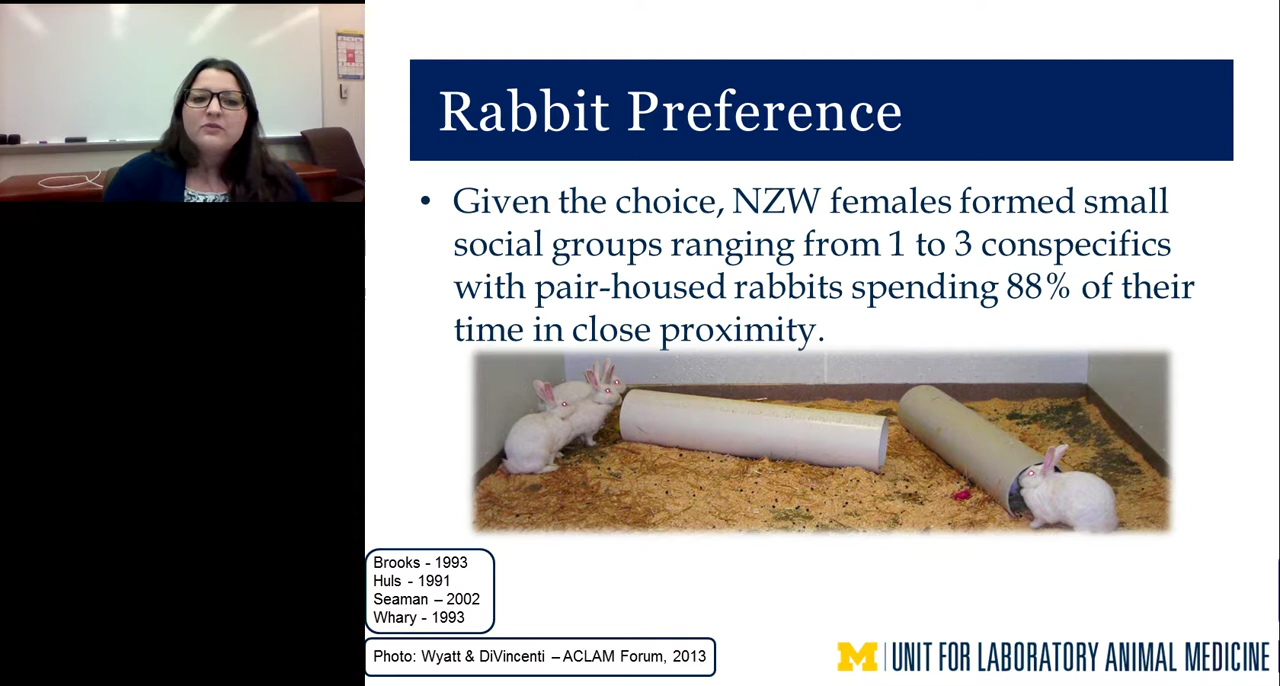 Rabbit Preference
• Given the choice, NZW females formed small
social groups ranging from 1 to 3 conspecifics
with pair-housed rabbits spending 88% of their
time in close proximity.
Brooks - 1993
Huls - 1991
Seaman – 2002
Whary - 1993
Photo: Wyatt & DiVincenti – ACLAM Forum, 2013
M | UNIT FOR LABORATORY ANIMAL MEDICINE